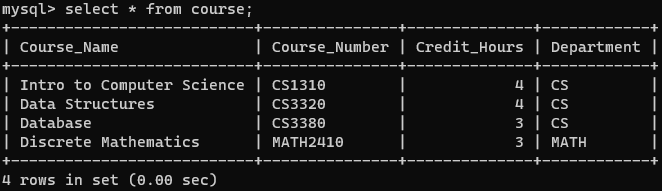 mysql> select * from course;
+---------------------------+---------------+--------------+------------+
| Course_Name               | Course_Number | Credit_Hours | Department |
+---------------------------+---------------+--------------+------------+
| Intro to Computer Science | CS1310        |            4 | CS         |
| Data Structures           | CS3320        |            4 | CS         |
| Database                  | CS3380        |            3 | CS         |
| Discrete Mathematics      | MATH2410      |            3 | MATH       |
+---------------------------+---------------+--------------+------------+
4 rows in set (0.00 sec)